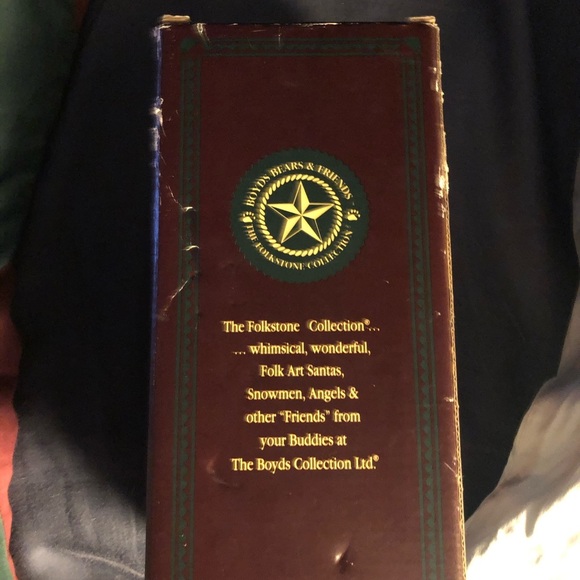 BOYDS BEARS & FRIENDS™
THE FOLKSTONE COLLECTION
The Folkstone Collection®...
... whimsical, wonderful,
Folk Art Santas,
Snowmen, Angels &
other "Friends" from
your Buddies at
The Boyds Collection Ltd.®